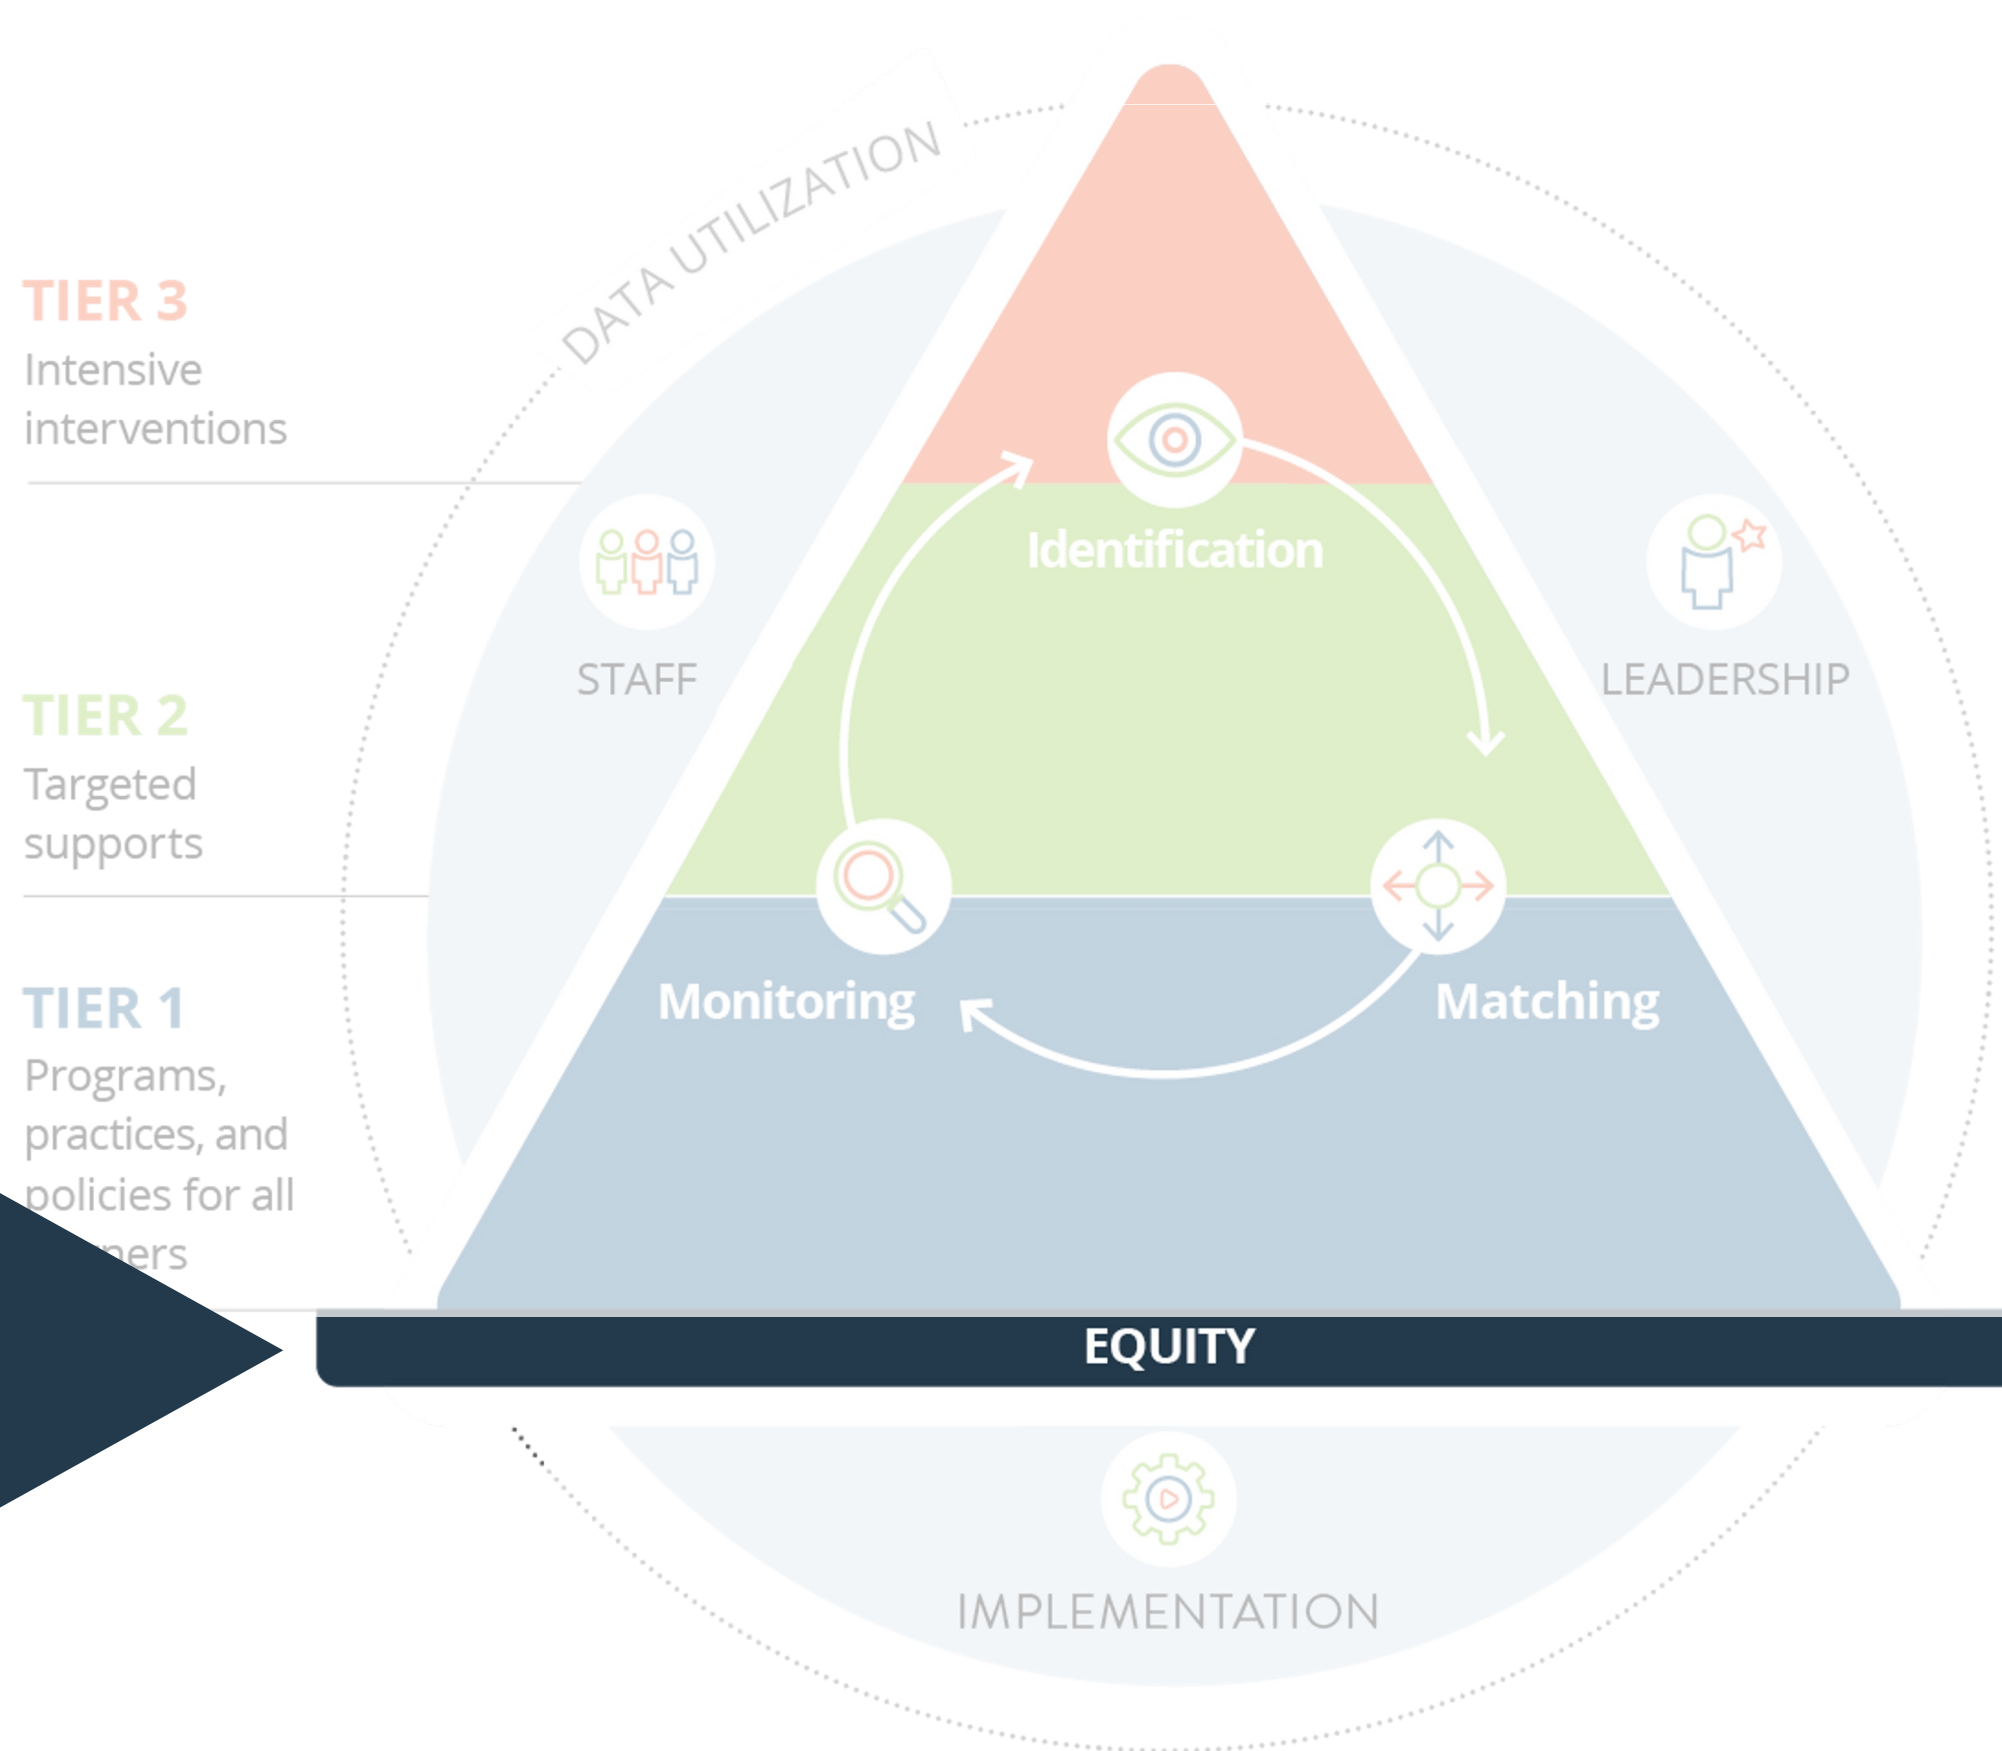 DATA UTILIZATION
TIER 3
Intensive
interventions
Identification
STAFF
LEADERSHIP
TIER 2
Targeted
supports
TIER 1
Programs,
practices, and
policies for all
Monitoring
Matching
EQUITY
IMPLEMENTATION